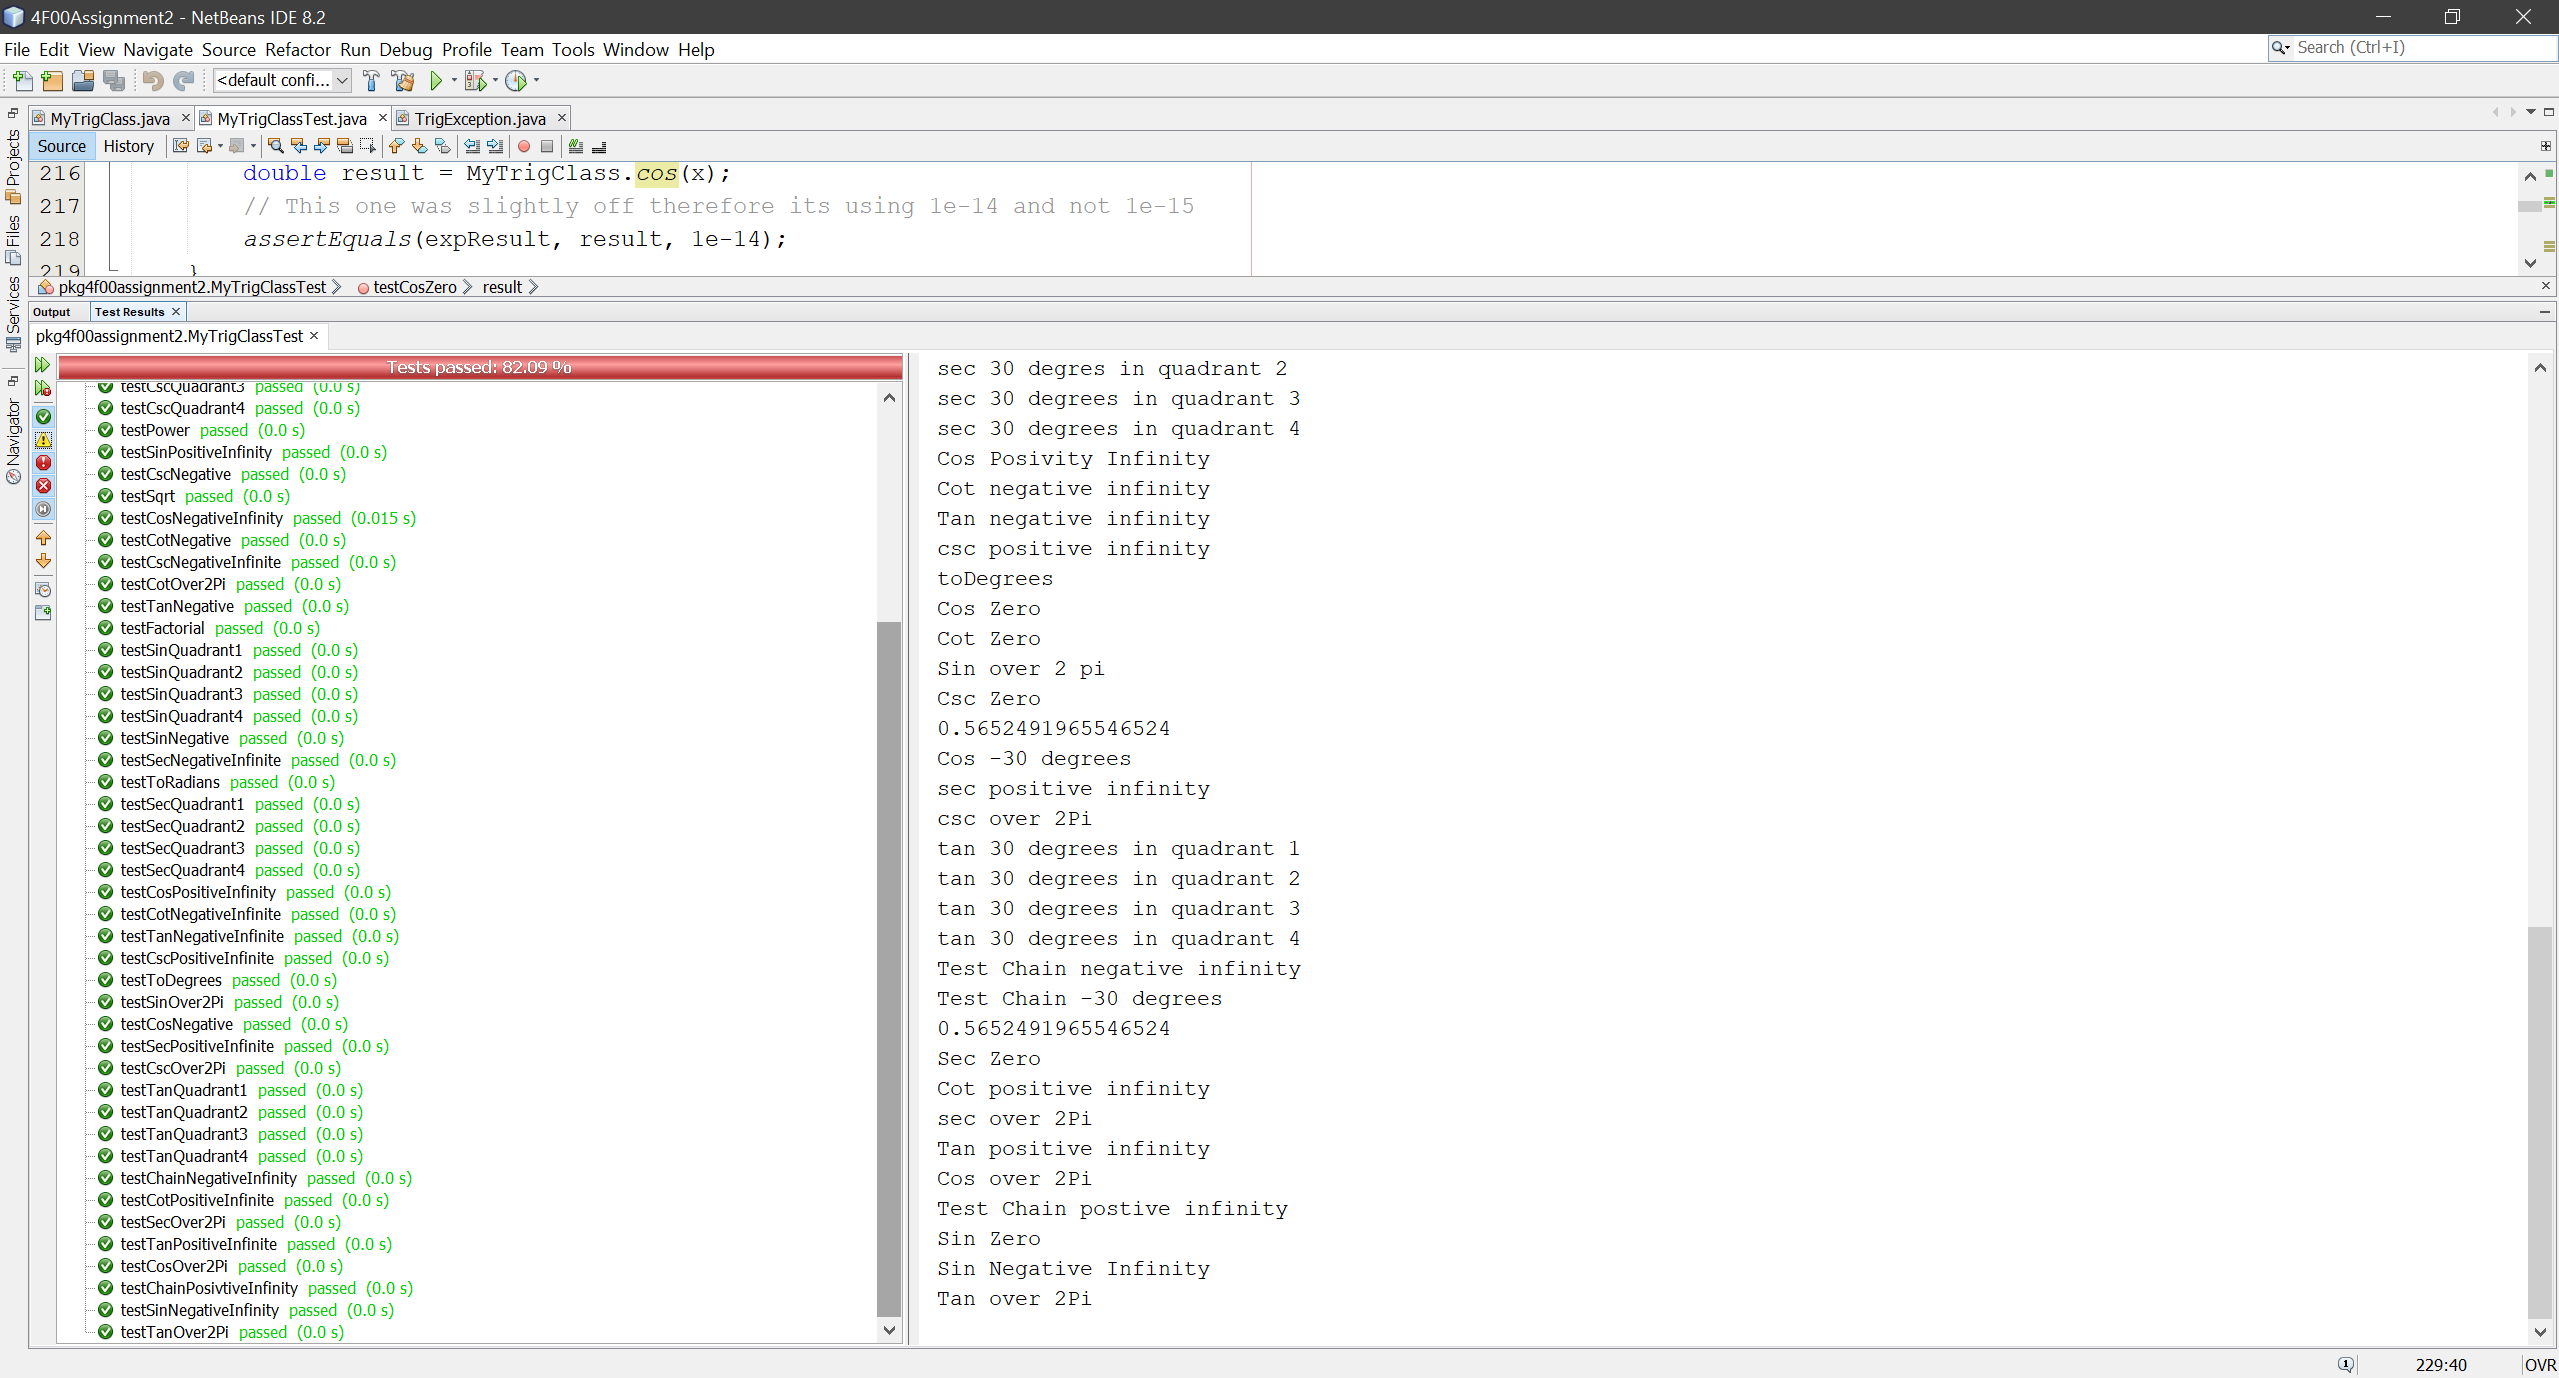 4F00Assignment2 - NetBeans IDE 8.2
File Edit View Navigate Source Refactor Run Debug Profile Team Tools Window Help
Search (Ctrl+I)
<default confi...
MyTrigClass.java
MyTrigClassTest.java
TrigException.java
Source History
Projects
Files
Services
Navigator
216 double result = MyTrigClass.cos(x);
217 // This one was slightly off therefore its using 1e-14 and not 1e-15
218 assertEquals(expResult, result, 1e-14);
219 }
pkg4f00assignment2.MyTrigClassTest testCosZero result
Output Test Results
pkg4f00assignment2.MyTrigClassTest
Tests passed: 82.09 %
testCscQuadrant3 passed (0.0 s)
testCscQuadrant4 passed (0.0 s)
testPower passed (0.0 s)
testSinPositiveInfinity passed (0.0 s)
testCscNegative passed (0.0 s)
testSqrt passed (0.0 s)
testCosNegativeInfinity passed (0.015 s)
testCotNegative passed (0.0 s)
testCscNegativeInfinite passed (0.0 s)
testCotOver2Pi passed (0.0 s)
testTanNegative passed (0.0 s)
testFactorial passed (0.0 s)
testSinQuadrant1 passed (0.0 s)
testSinQuadrant2 passed (0.0 s)
testSinQuadrant3 passed (0.0 s)
testSinQuadrant4 passed (0.0 s)
testSinNegative passed (0.0 s)
testSecNegativeInfinite passed (0.0 s)
testToRadians passed (0.0 s)
testSecQuadrant1 passed (0.0 s)
testSecQuadrant2 passed (0.0 s)
testSecQuadrant3 passed (0.0 s)
testSecQuadrant4 passed (0.0 s)
testCosPositiveInfinity passed (0.0 s)
testCotNegativeInfinite passed (0.0 s)
testTanNegativeInfinite passed (0.0 s)
testCscPositiveInfinite passed (0.0 s)
testToDegrees passed (0.0 s)
testSinOver2Pi passed (0.0 s)
testCosNegative passed (0.0 s)
testSecPositiveInfinite passed (0.0 s)
testCscOver2Pi passed (0.0 s)
testTanQuadrant1 passed (0.0 s)
testTanQuadrant2 passed (0.0 s)
testTanQuadrant3 passed (0.0 s)
testTanQuadrant4 passed (0.0 s)
testChainNegativeInfinity passed (0.0 s)
testCotPositiveInfinite passed (0.0 s)
testSecOver2Pi passed (0.0 s)
testTanPositiveInfinite passed (0.0 s)
testCosOver2Pi passed (0.0 s)
testChainPosivtiveInfinity passed (0.0 s)
testSinNegativeInfinity passed (0.0 s)
testTanOver2Pi passed (0.0 s)
sec 30 degres in quadrant 2
sec 30 degrees in quadrant 3
sec 30 degrees in quadrant 4
Cos Posivity Infinity
Cot negative infinity
Tan negative infinity
csc positive infinity
toDegrees
Cos Zero
Cot Zero
Sin over 2 pi
Csc Zero
0.5652491965546524
Cos -30 degrees
sec positive infinity
csc over 2Pi
tan 30 degrees in quadrant 1
tan 30 degrees in quadrant 2
tan 30 degrees in quadrant 3
tan 30 degrees in quadrant 4
Test Chain negative infinity
Test Chain -30 degrees
0.5652491965546524
Sec Zero
Cot positive infinity
sec over 2Pi
Tan positive infinity
Cos over 2Pi
Test Chain postive infinity
Sin Zero
Sin Negative Infinity
Tan over 2Pi
1
229:40
OVR